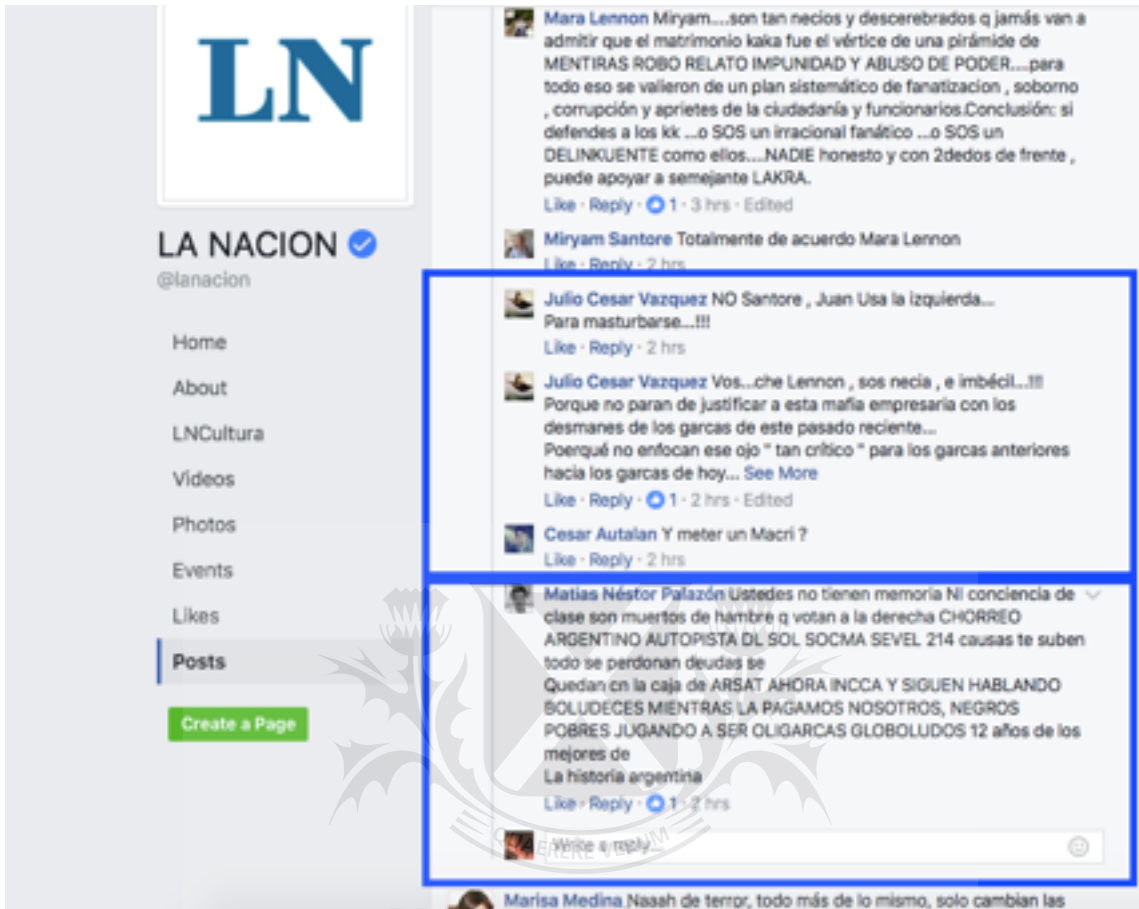 LN
LA NACION
@lanacion
Home
About
LNCultura
Videos
Photos
Events
Likes
Posts
Create a Page
Mara Lennon Miryam....son tan necios y descerebrados q jamás van a
admitir que el matrimonio kaka fue el vértice de una pirámide de
MENTIRAS ROBO RELATO IMPUNIDAD Y ABUSO DE PODER....para
todo eso se valieron de un plan sistemático de fanatizacion , soborno
, corrupción y aprietes de la ciudadanía y funcionarios.Conclusión: si
defendes a los kk ...o SOS un irracional fanático ...o SOS un
DELINKUENTE como ellos....NADIE honesto y con 2dedos de frente ,
puede apoyar a semejante LAKRA.
Like · Reply · 1 · 3 hrs · Edited
Miryam Santore Totalmente de acuerdo Mara Lennon
Like · Reply · 2 hrs
Julio Cesar Vazquez NO Santore , Juan Usa la izquierda...
Para masturbarse...!!!
Like · Reply · 2 hrs
Julio Cesar Vazquez Vos...che Lennon , sos necia , e imbécil...!!!
Porque no paran de justificar a esta mafia empresaria con los
desmanes de los garcas de este pasado reciente...
Poerqué no enfocan ese ojo " tan crítico " para los garcas anteriores
hacia los garcas de hoy... See More
Like · Reply · 1 · 2 hrs · Edited
Cesar Autalan Y meter un Macri ?
Like · Reply · 2 hrs
Matias Néstor Palazón Ustedes no tienen memoria NI conciencia de
clase son muertos de hambre q votan a la derecha CHORREO
ARGENTINO AUTOPISTA DL SOL SOCMA SEVEL 214 causas te suben
todo se perdonan deudas se
Quedan cn la caja de ARSAT AHORA INCCA Y SIGUEN HABLANDO
BOLUDECES MIENTRAS LA PAGAMOS NOSOTROS, NEGROS
POBRES JUGANDO A SER OLIGARCAS GLOBOLUDOS 12 años de los
mejores de
La historia argentina
Like · Reply · 1 · 2 hrs
Write a reply...
QUAERERE VERUM
Marisa Medina Naaah de terror, todo más de lo mismo, solo cambian las